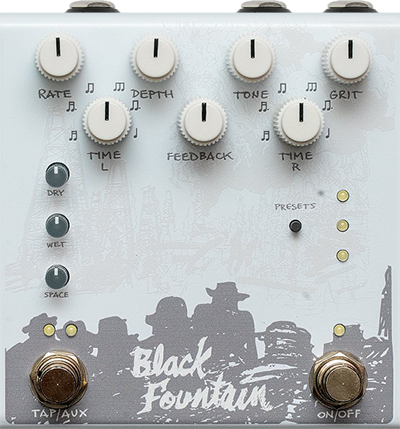 RATE DEPTH TONE GRIT
TIME L FEEDBACK TIME R
DRY
PRESETS
WET
SPACE
Black
Fountain
TAP/AUX ON/OFF